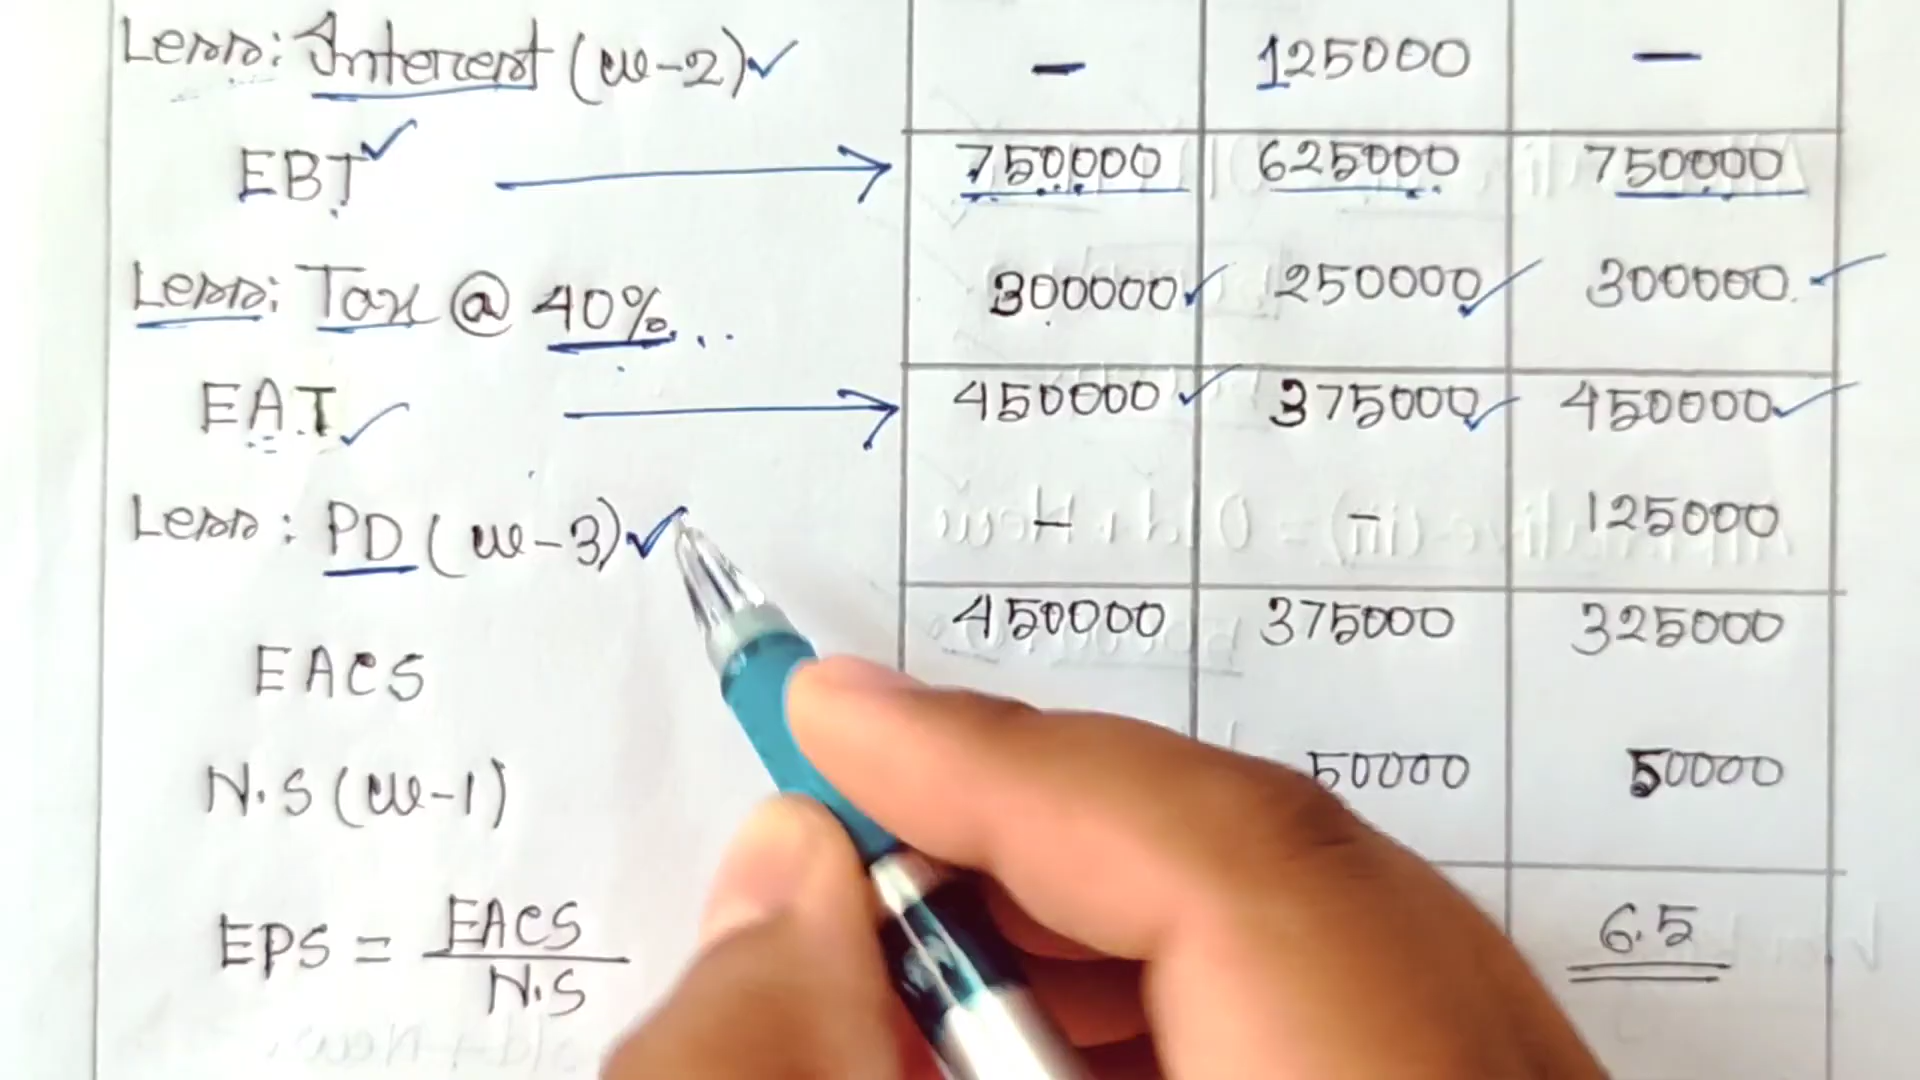 Less: Interest (w-2) — 125000 —
EBT 750000 625000 750000
Less: Tax @ 40% 300000 250000 300000
EAT 450000 375000 450000
Less: PD (w-3) – – 125000
EACS 450000 375000 325000
N.S (w-1) 50000 50000
EPS = EACS / N.S 6.5